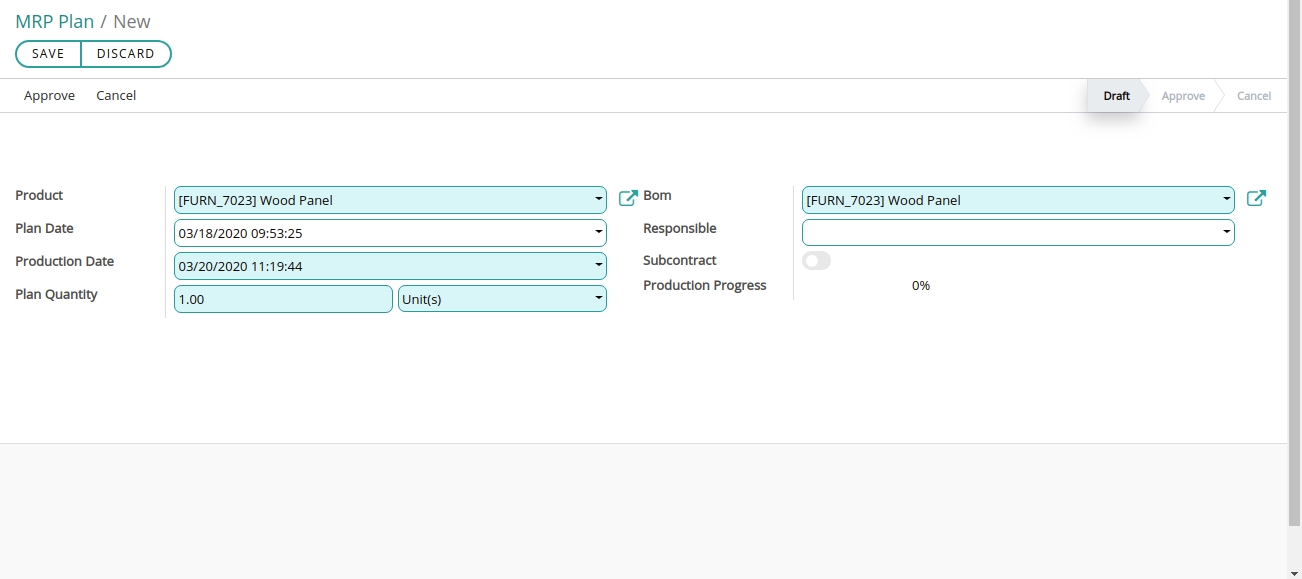 MRP Plan / New
SAVE DISCARD
Approve Cancel Draft Approve Cancel
Product [FURN_7023] Wood Panel Bom [FURN_7023] Wood Panel
Plan Date 03/18/2020 09:53:25 Responsible
Production Date 03/20/2020 11:19:44 Subcontract
Plan Quantity 1.00 Unit(s) Production Progress 0%